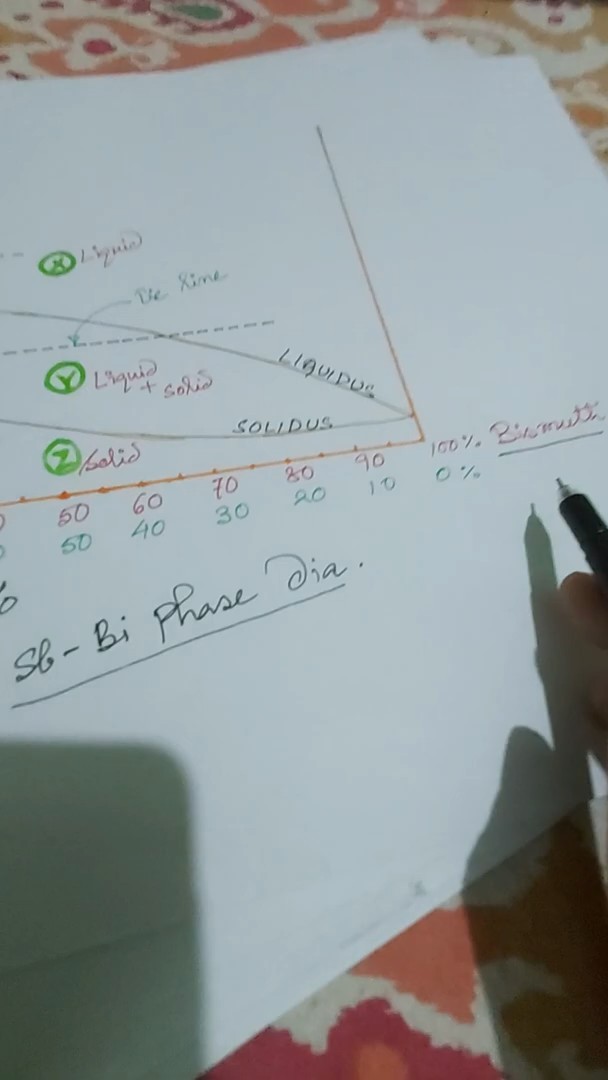 X Liquid
Tie line
LIQUIDUS
Y Liquid
+ solid
SOLIDUS
Z Solid
50 60 70 80 90 100% Bismuth
50 40 30 20 10 0%
Sb-Bi Phase Dia.